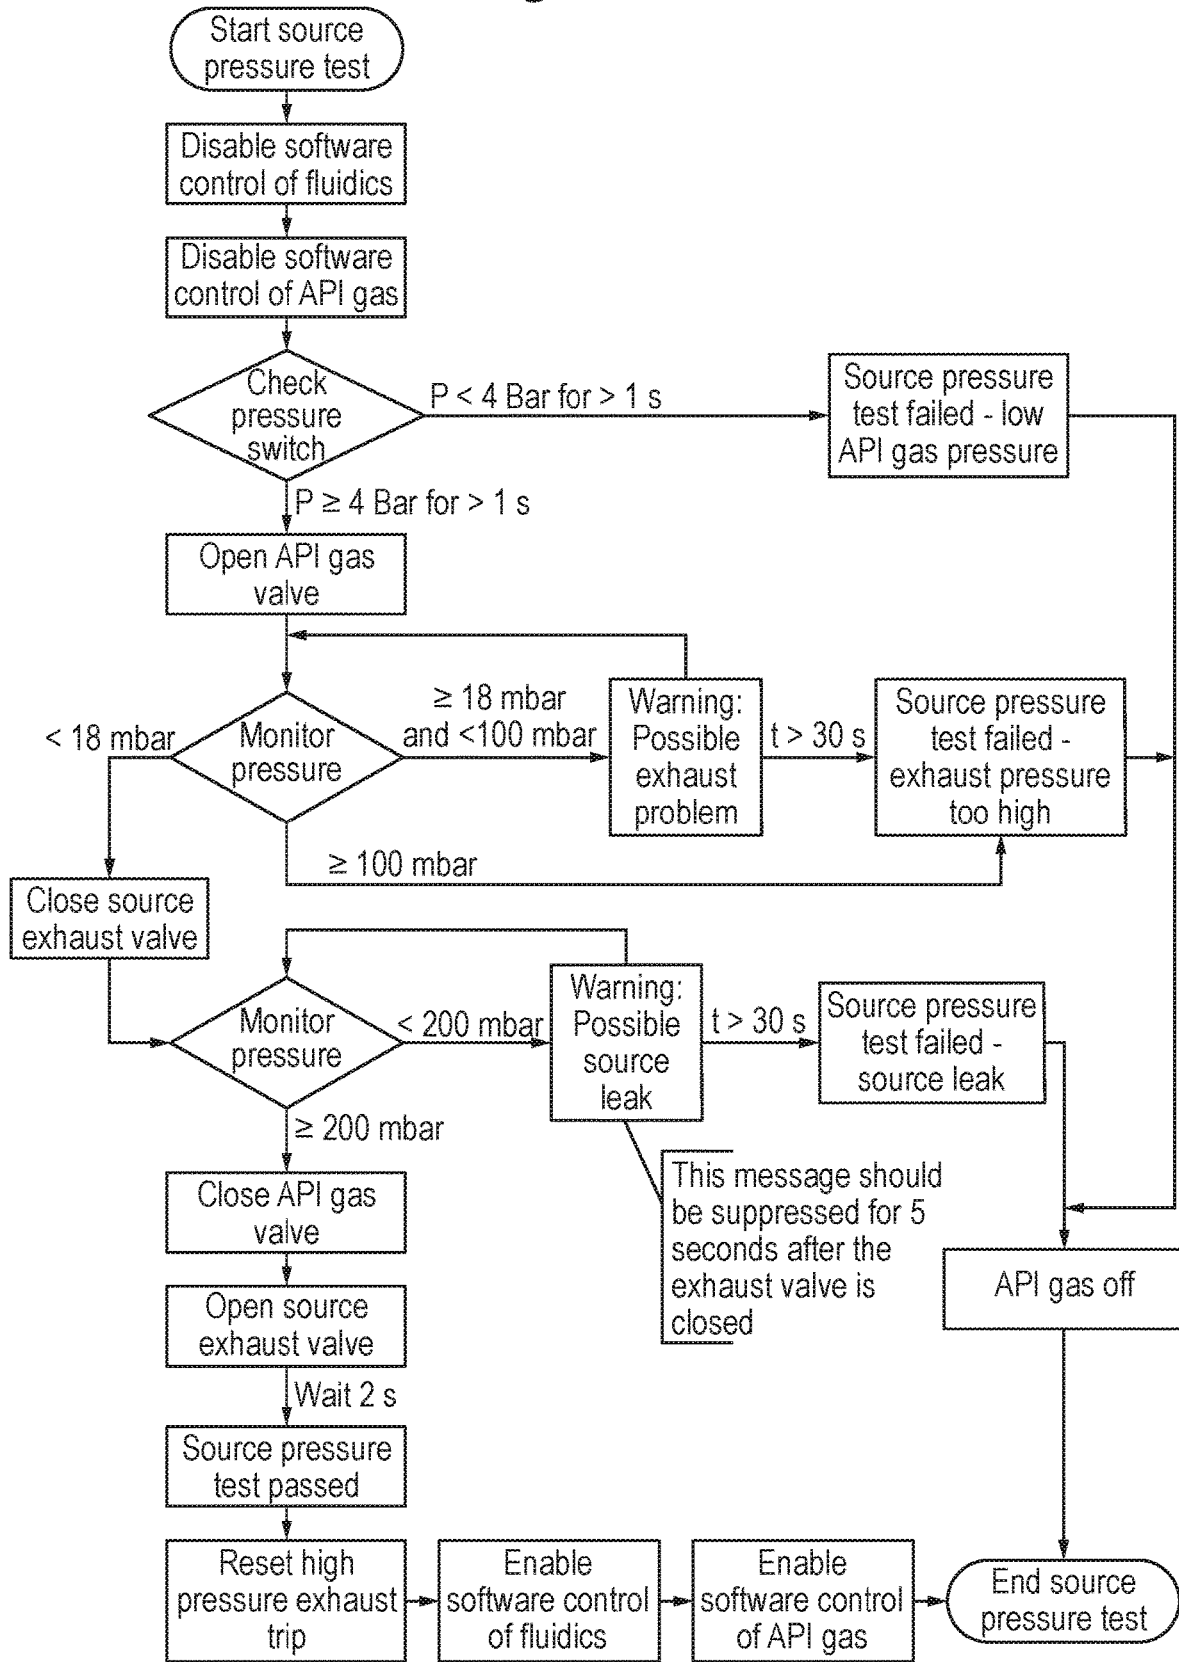 Start source
pressure test
Disable software
control of fluidics
Disable software
control of API gas
Check
pressure
switch
P < 4 Bar for > 1 s
Source pressure
test failed - low
API gas pressure
P ≥ 4 Bar for > 1 s
Open API gas
valve
< 18 mbar
Monitor
pressure
≥ 18 mbar
and <100 mbar
Warning:
Possible
exhaust
problem
t > 30 s
Source pressure
test failed -
exhaust pressure
too high
≥ 100 mbar
Close source
exhaust valve
Monitor
pressure
< 200 mbar
Warning:
Possible
source
leak
t > 30 s
Source pressure
test failed -
source leak
≥ 200 mbar
This message should
be suppressed for 5
seconds after the
exhaust valve is
closed
Close API gas
valve
API gas off
Open source
exhaust valve
Wait 2 s
Source pressure
test passed
Reset high
pressure exhaust
trip
Enable
software control
of fluidics
Enable
software control
of API gas
End source
pressure test